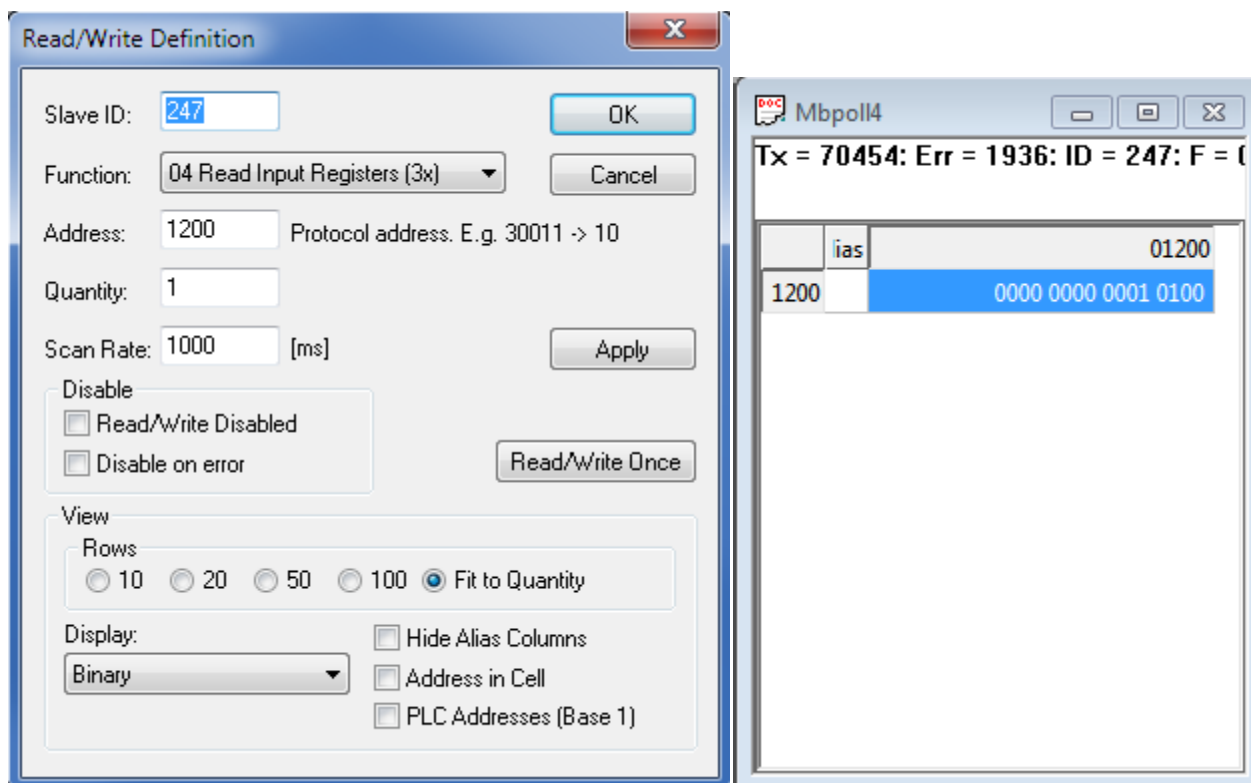 Read/Write Definition
Slave ID: 247
OK
Function: 04 Read Input Registers (3x)
Cancel
Address: 1200 Protocol address. E.g. 30011 -> 10
Quantity: 1
Scan Rate: 1000 [ms]
Apply
Disable
Read/Write Disabled
Disable on error
Read/Write Once
View
Rows
10 20 50 100 Fit to Quantity
Display:
Hide Alias Columns
Binary
Address in Cell
PLC Addresses (Base 1)
DOC
Mbpoll4
Tx = 70454: Err = 1936: ID = 247: F = 0
ias 01200
1200 0000 0000 0001 0100